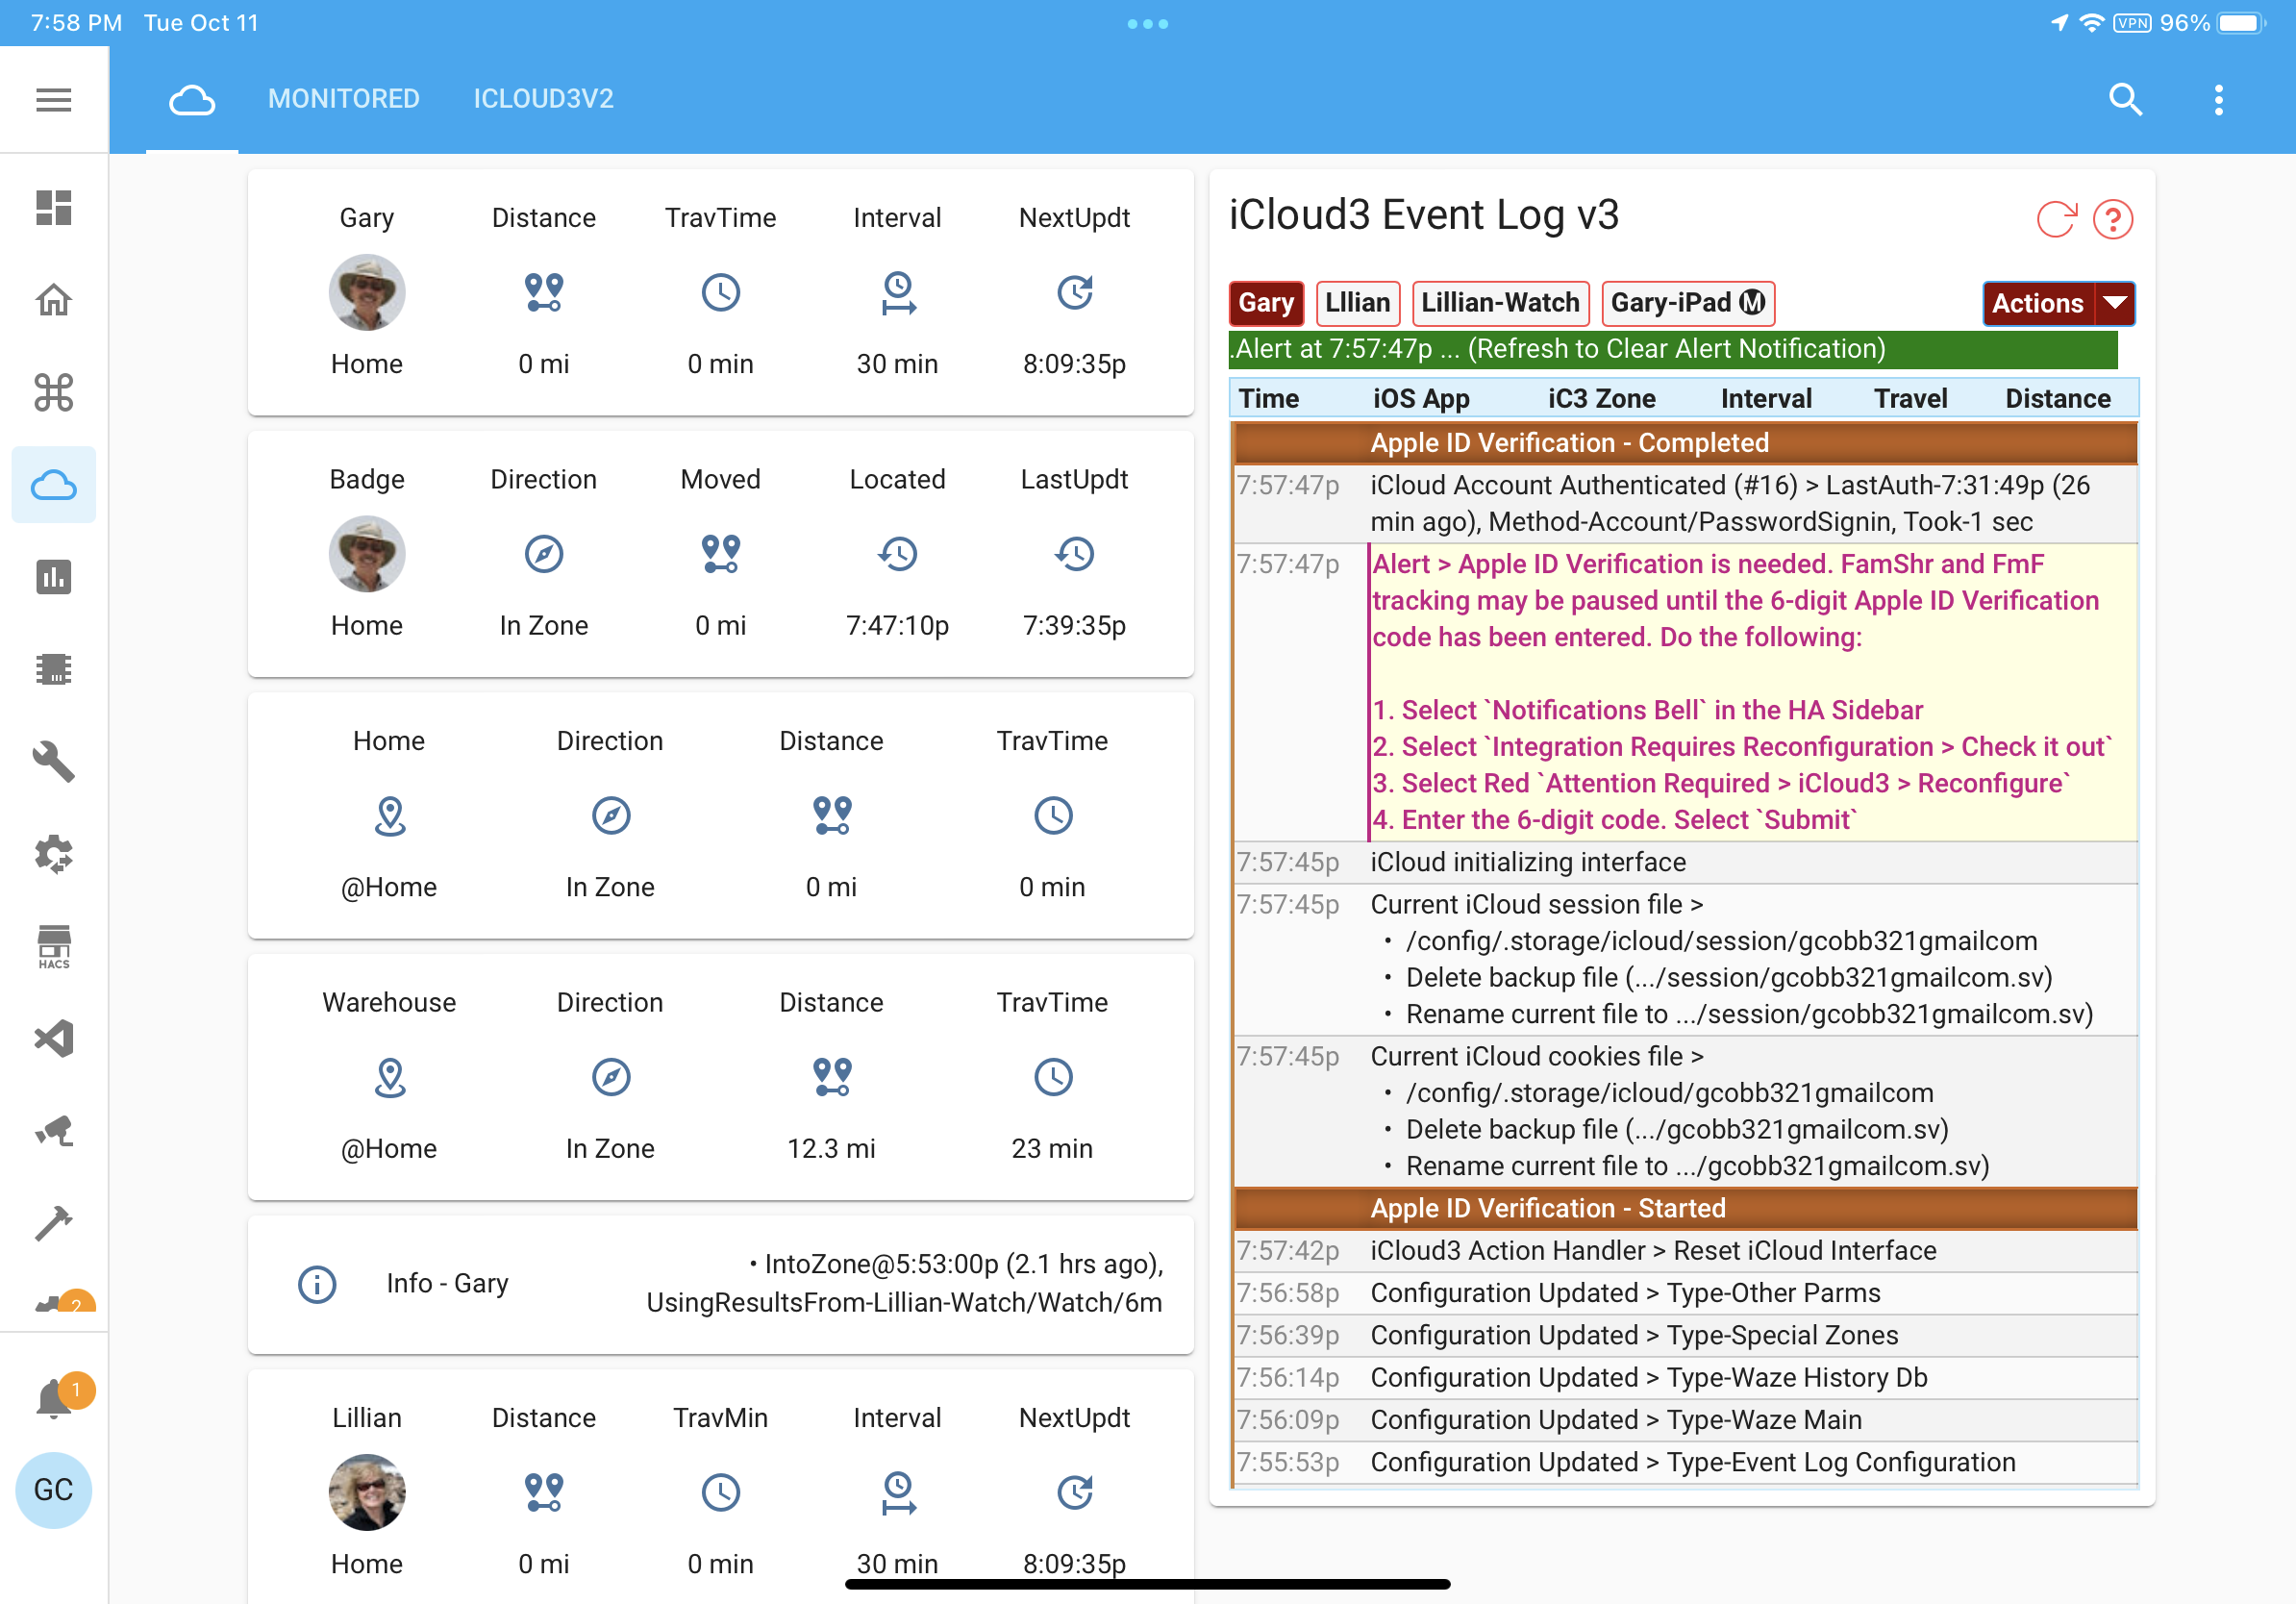 7:58 PM Tue Oct 11
VPN 96%
MONITORED ICLOUD3V2
Gary Distance TravTime Interval NextUpdt
Home 0 mi 0 min 30 min 8:09:35p
Badge Direction Moved Located LastUpdt
Home In Zone 0 mi 7:47:10p 7:39:35p
Home Direction Distance TravTime
@Home In Zone 0 mi 0 min
Warehouse Direction Distance TravTime
@Home In Zone 12.3 mi 23 min
Info - Gary
• IntoZone@5:53:00p (2.1 hrs ago),
UsingResultsFrom-Lillian-Watch/Watch/6m
Lillian Distance TravMin Interval NextUpdt
Home 0 mi 0 min 30 min 8:09:35p
HACS
2
1
GC
iCloud3 Event Log v3
?
Gary Lllian Lillian-Watch Gary-iPad Ⓜ Actions
.Alert at 7:57:47p ... (Refresh to Clear Alert Notification)
Time iOS App iC3 Zone Interval Travel Distance
Apple ID Verification - Completed
7:57:47p iCloud Account Authenticated (#16) > LastAuth-7:31:49p (26
min ago), Method-Account/PasswordSignin, Took-1 sec
7:57:47p Alert > Apple ID Verification is needed. FamShr and FmF
tracking may be paused until the 6-digit Apple ID Verification
code has been entered. Do the following:
1. Select `Notifications Bell` in the HA Sidebar
2. Select `Integration Requires Reconfiguration > Check it out`
3. Select Red `Attention Required > iCloud3 > Reconfigure`
4. Enter the 6-digit code. Select `Submit`
7:57:45p iCloud initializing interface
7:57:45p Current iCloud session file >
• /config/.storage/icloud/session/gcobb321gmailcom
• Delete backup file (.../session/gcobb321gmailcom.sv)
• Rename current file to .../session/gcobb321gmailcom.sv)
7:57:45p Current iCloud cookies file >
• /config/.storage/icloud/gcobb321gmailcom
• Delete backup file (.../gcobb321gmailcom.sv)
• Rename current file to .../gcobb321gmailcom.sv)
Apple ID Verification - Started
7:57:42p iCloud3 Action Handler > Reset iCloud Interface
7:56:58p Configuration Updated > Type-Other Parms
7:56:39p Configuration Updated > Type-Special Zones
7:56:14p Configuration Updated > Type-Waze History Db
7:56:09p Configuration Updated > Type-Waze Main
7:55:53p Configuration Updated > Type-Event Log Configuration